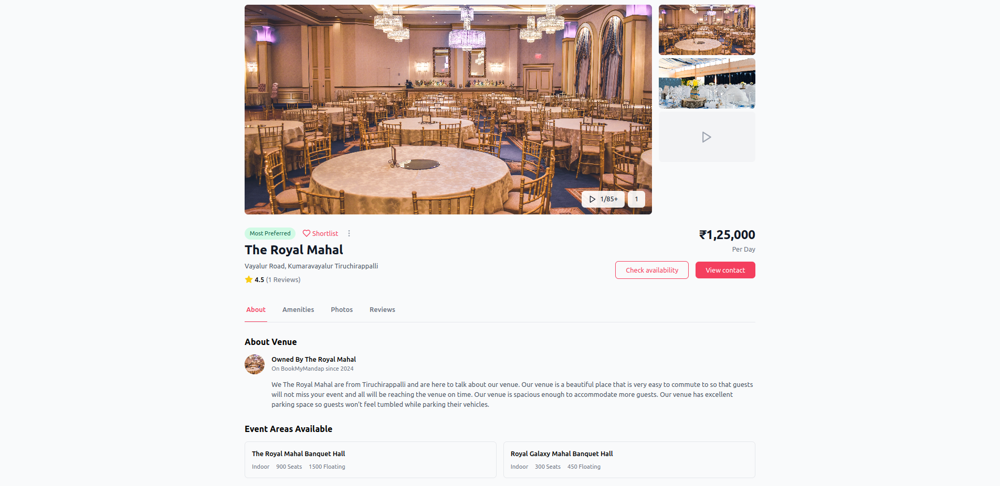 1/85+
1
Most Preferred
Shortlist
The Royal Mahal
Vayalur Road, Kumaravayalur Tiruchirappalli
4.5 (1 Reviews)
₹1,25,000
Per Day
Check availability
View contact
About
Amenities
Photos
Reviews
About Venue
Owned By The Royal Mahal
On BookMyMandap since 2024
We The Royal Mahal are from Tiruchirappalli and are here to talk about our venue. Our venue is a beautiful place that is very easy to commute to so that guests
will not miss your event and all will be reaching the venue on time. Our venue is spacious enough to accommodate more guests. Our venue has excellent
parking space so guests won't feel tumbled while parking their vehicles.
Event Areas Available
The Royal Mahal Banquet Hall
Indoor 900 Seats 1500 Floating
Royal Galaxy Mahal Banquet Hall
Indoor 300 Seats 450 Floating